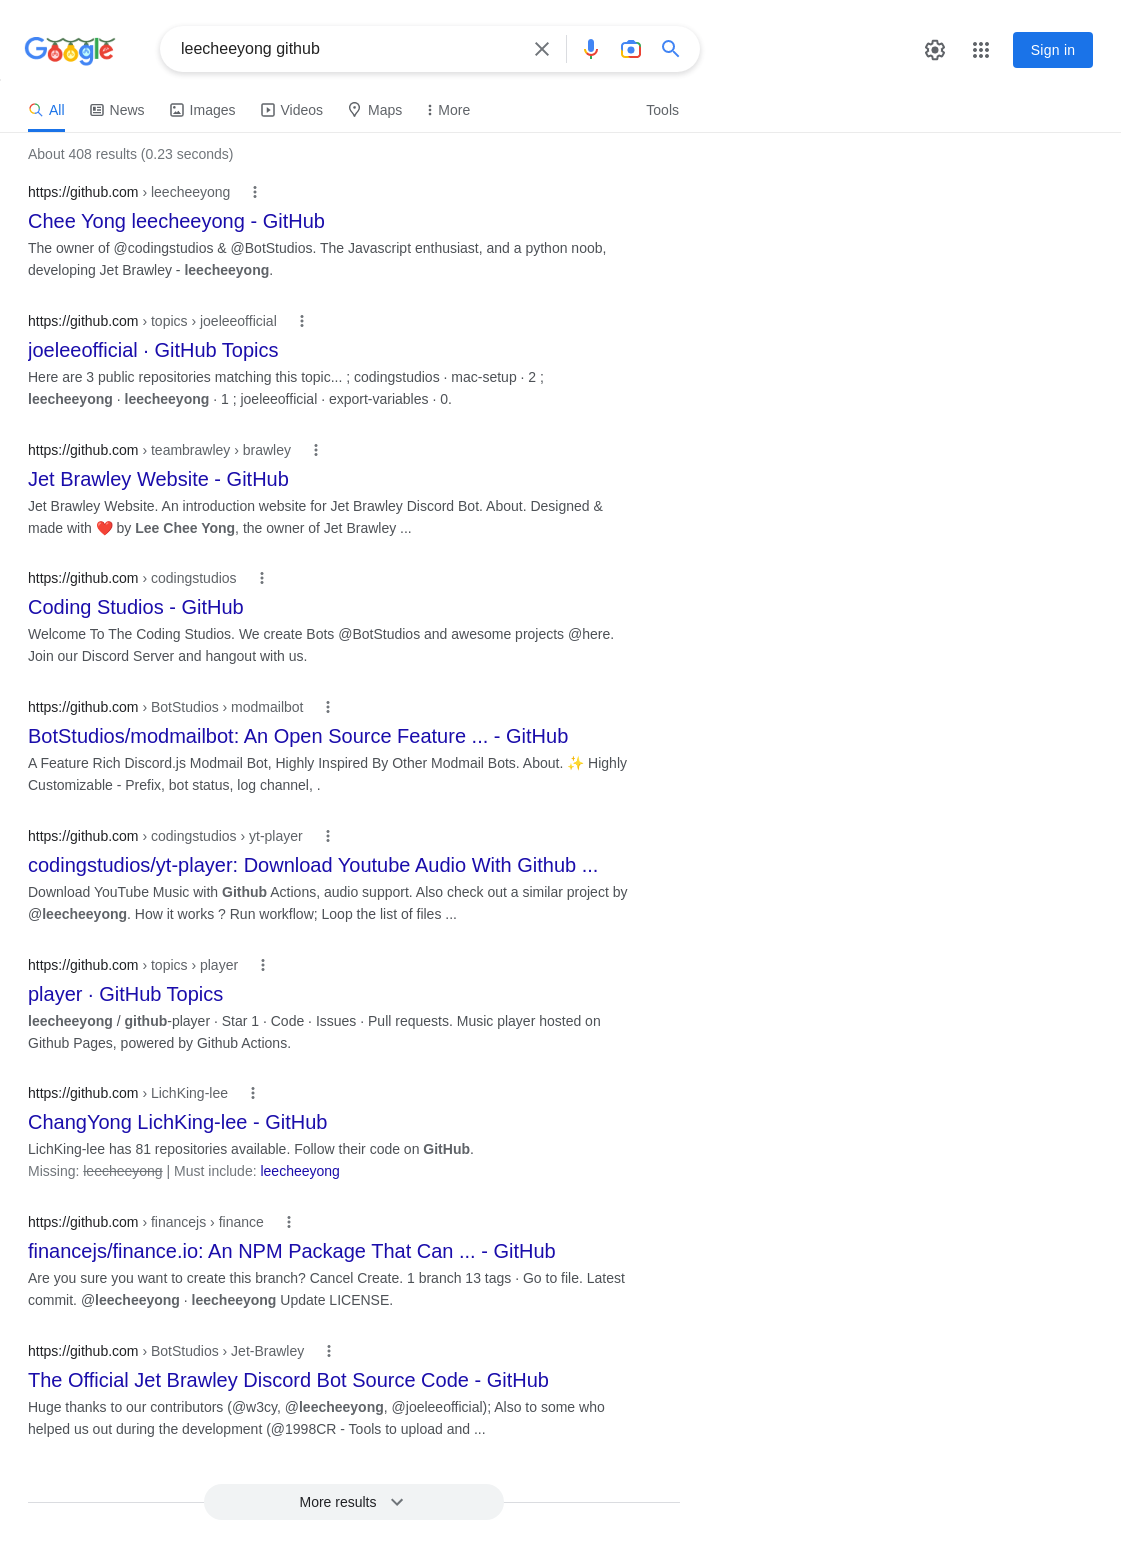 Google
leecheeyong github
Sign in
All News Images Videos Maps More Tools
About 408 results (0.23 seconds)
https://github.com › leecheeyong
Chee Yong leecheeyong - GitHub
The owner of @codingstudios & @BotStudios. The Javascript enthusiast, and a python noob,
developing Jet Brawley - leecheeyong.
https://github.com › topics › joeleeofficial
joeleeofficial · GitHub Topics
Here are 3 public repositories matching this topic... ; codingstudios · mac-setup · 2 ;
leecheeyong · leecheeyong · 1 ; joeleeofficial · export-variables · 0.
https://github.com › teambrawley › brawley
Jet Brawley Website - GitHub
Jet Brawley Website. An introduction website for Jet Brawley Discord Bot. About. Designed &
made with ❤️ by Lee Chee Yong, the owner of Jet Brawley ...
https://github.com › codingstudios
Coding Studios - GitHub
Welcome To The Coding Studios. We create Bots @BotStudios and awesome projects @here.
Join our Discord Server and hangout with us.
https://github.com › BotStudios › modmailbot
BotStudios/modmailbot: An Open Source Feature ... - GitHub
A Feature Rich Discord.js Modmail Bot, Highly Inspired By Other Modmail Bots. About. ✨ Highly
Customizable - Prefix, bot status, log channel, .
https://github.com › codingstudios › yt-player
codingstudios/yt-player: Download Youtube Audio With Github ...
Download YouTube Music with Github Actions, audio support. Also check out a similar project by
@leecheeyong. How it works ? Run workflow; Loop the list of files ...
https://github.com › topics › player
player · GitHub Topics
leecheeyong / github-player · Star 1 · Code · Issues · Pull requests. Music player hosted on
Github Pages, powered by Github Actions.
https://github.com › LichKing-lee
ChangYong LichKing-lee - GitHub
LichKing-lee has 81 repositories available. Follow their code on GitHub.
Missing: leecheeyong | Must include: leecheeyong
https://github.com › financejs › finance
financejs/finance.io: An NPM Package That Can ... - GitHub
Are you sure you want to create this branch? Cancel Create. 1 branch 13 tags · Go to file. Latest
commit. @leecheeyong · leecheeyong Update LICENSE.
https://github.com › BotStudios › Jet-Brawley
The Official Jet Brawley Discord Bot Source Code - GitHub
Huge thanks to our contributors (@w3cy, @leecheeyong, @joeleeofficial); Also to some who
helped us out during the development (@1998CR - Tools to upload and ...
More results